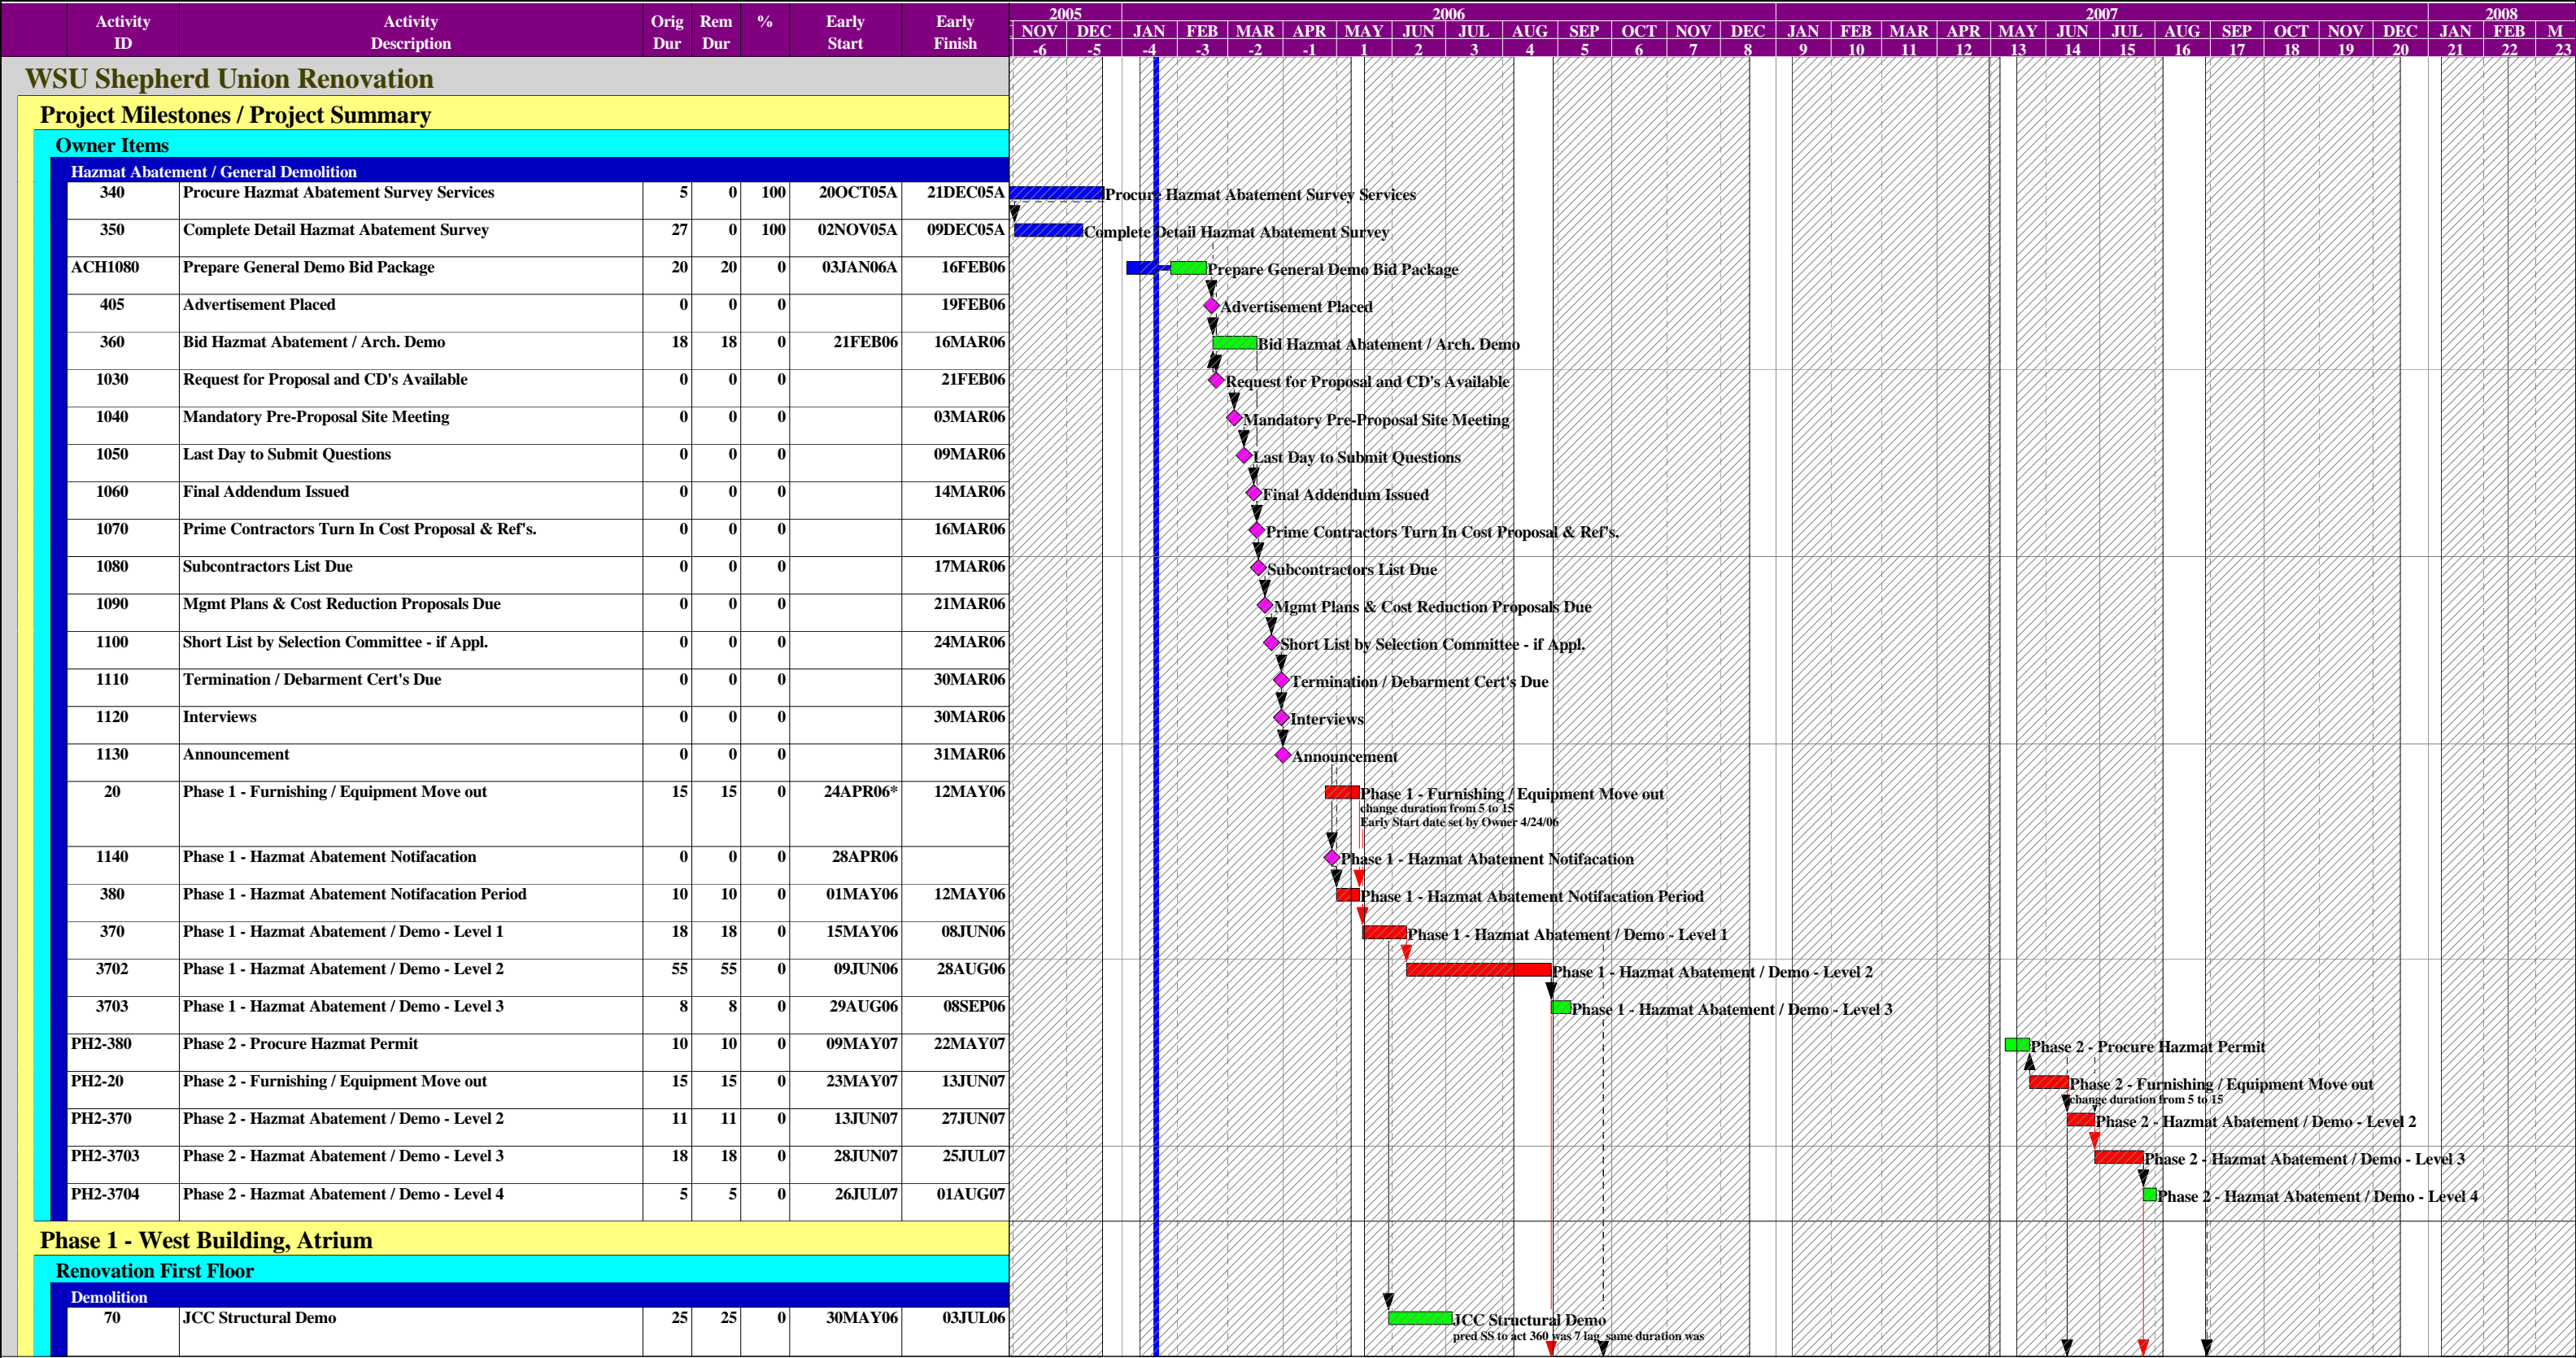 2005 2006 2007 2008
Activity Activity Orig Rem % Early Early
ID Description Dur Dur Start Finish
NOV DEC JAN FEB MAR APR MAY JUN JUL AUG SEP OCT NOV DEC JAN FEB MAR APR MAY JUN JUL AUG SEP OCT NOV DEC JAN FEB M
-6 -5 -4 -3 -2 -1 1 2 3 4 5 6 7 8 9 10 11 12 13 14 15 16 17 18 19 20 21 22 23
WSU Shepherd Union Renovation
Project Milestones / Project Summary
Owner Items
Hazmat Abatement / General Demolition
340 Procure Hazmat Abatement Survey Services 5 0 100 20OCT05A 21DEC05A Procure Hazmat Abatement Survey Services
350 Complete Detail Hazmat Abatement Survey 27 0 100 02NOV05A 09DEC05A Complete Detail Hazmat Abatement Survey
ACH1080 Prepare General Demo Bid Package 20 20 0 03JAN06A 16FEB06 Prepare General Demo Bid Package
405 Advertisement Placed 0 0 0 19FEB06 Advertisement Placed
360 Bid Hazmat Abatement / Arch. Demo 18 18 0 21FEB06 16MAR06 Bid Hazmat Abatement / Arch. Demo
1030 Request for Proposal and CD's Available 0 0 0 21FEB06 Request for Proposal and CD's Available
1040 Mandatory Pre-Proposal Site Meeting 0 0 0 03MAR06 Mandatory Pre-Proposal Site Meeting
1050 Last Day to Submit Questions 0 0 0 09MAR06 Last Day to Submit Questions
1060 Final Addendum Issued 0 0 0 14MAR06 Final Addendum Issued
1070 Prime Contractors Turn In Cost Proposal & Ref's. 0 0 0 16MAR06 Prime Contractors Turn In Cost Proposal & Ref's.
1080 Subcontractors List Due 0 0 0 17MAR06 Subcontractors List Due
1090 Mgmt Plans & Cost Reduction Proposals Due 0 0 0 21MAR06 Mgmt Plans & Cost Reduction Proposals Due
1100 Short List by Selection Committee - if Appl. 0 0 0 24MAR06 Short List by Selection Committee - if Appl.
1110 Termination / Debarment Cert's Due 0 0 0 30MAR06 Termination / Debarment Cert's Due
1120 Interviews 0 0 0 30MAR06 Interviews
1130 Announcement 0 0 0 31MAR06 Announcement
20 Phase 1 - Furnishing / Equipment Move out 15 15 0 24APR06* 12MAY06 Phase 1 - Furnishing / Equipment Move out
change duration from 5 to 15
Early Start date set by Owner 4/24/06
1140 Phase 1 - Hazmat Abatement Notifacation 0 0 0 28APR06 Phase 1 - Hazmat Abatement Notifacation
380 Phase 1 - Hazmat Abatement Notifacation Period 10 10 0 01MAY06 12MAY06 Phase 1 - Hazmat Abatement Notifacation Period
370 Phase 1 - Hazmat Abatement / Demo - Level 1 18 18 0 15MAY06 08JUN06 Phase 1 - Hazmat Abatement / Demo - Level 1
3702 Phase 1 - Hazmat Abatement / Demo - Level 2 55 55 0 09JUN06 28AUG06 Phase 1 - Hazmat Abatement / Demo - Level 2
3703 Phase 1 - Hazmat Abatement / Demo - Level 3 8 8 0 29AUG06 08SEP06 Phase 1 - Hazmat Abatement / Demo - Level 3
PH2-380 Phase 2 - Procure Hazmat Permit 10 10 0 09MAY07 22MAY07 Phase 2 - Procure Hazmat Permit
PH2-20 Phase 2 - Furnishing / Equipment Move out 15 15 0 23MAY07 13JUN07 Phase 2 - Furnishing / Equipment Move out
change duration from 5 to 15
PH2-370 Phase 2 - Hazmat Abatement / Demo - Level 2 11 11 0 13JUN07 27JUN07 Phase 2 - Hazmat Abatement / Demo - Level 2
PH2-3703 Phase 2 - Hazmat Abatement / Demo - Level 3 18 18 0 28JUN07 25JUL07 Phase 2 - Hazmat Abatement / Demo - Level 3
PH2-3704 Phase 2 - Hazmat Abatement / Demo - Level 4 5 5 0 26JUL07 01AUG07 Phase 2 - Hazmat Abatement / Demo - Level 4
Phase 1 - West Building, Atrium
Renovation First Floor
Demolition
70 JCC Structural Demo 25 25 0 30MAY06 03JUL06 JCC Structural Demo
pred SS to act 360 was 7 lag same duration was